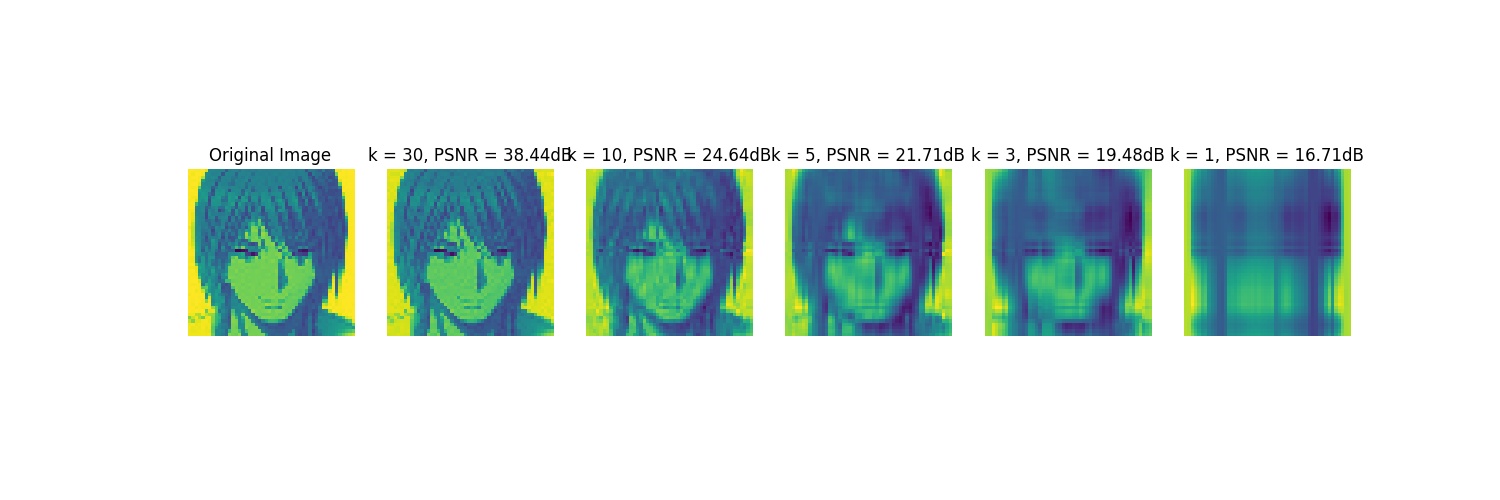 Original Image
k = 30, PSNR = 38.44dB
k = 10, PSNR = 24.64dB
k = 5, PSNR = 21.71dB
k = 3, PSNR = 19.48dB
k = 1, PSNR = 16.71dB